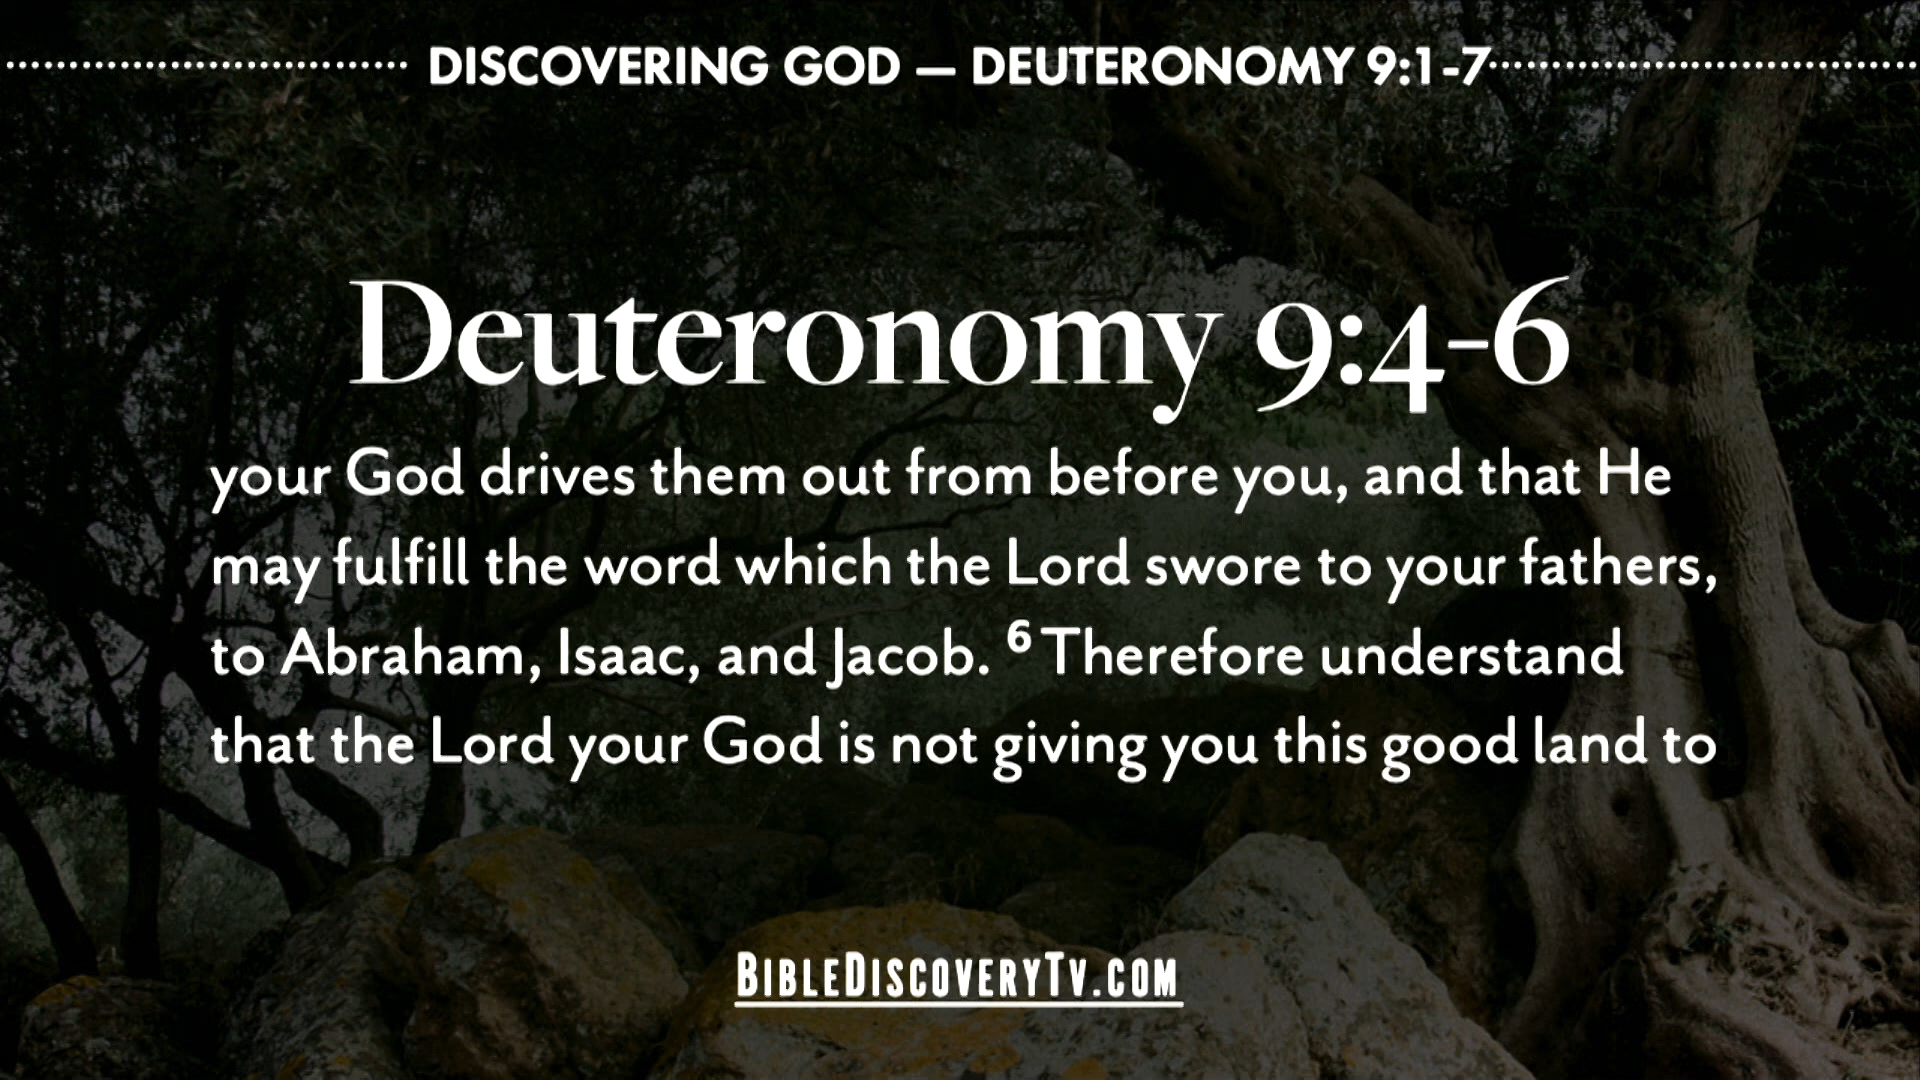 DISCOVERING GOD — DEUTERONOMY 9:1-7
Deuteronomy 9:4-6
your God drives them out from before you, and that He
may fulfill the word which the Lord swore to your fathers,
to Abraham, Isaac, and Jacob. ⁶ Therefore understand
that the Lord your God is not giving you this good land to
BIBLEDISCOVERYTV.COM